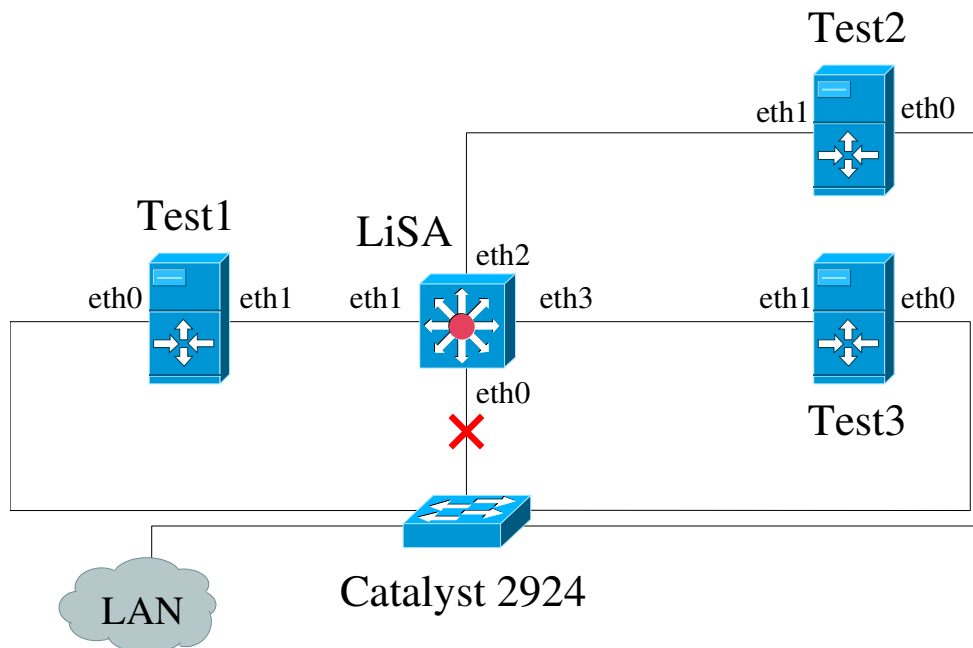 Test2
eth1
eth0
Test1
LiSA
eth2
eth0
eth1
eth1
eth3
eth1
eth0
eth0
Test3
Catalyst 2924
LAN